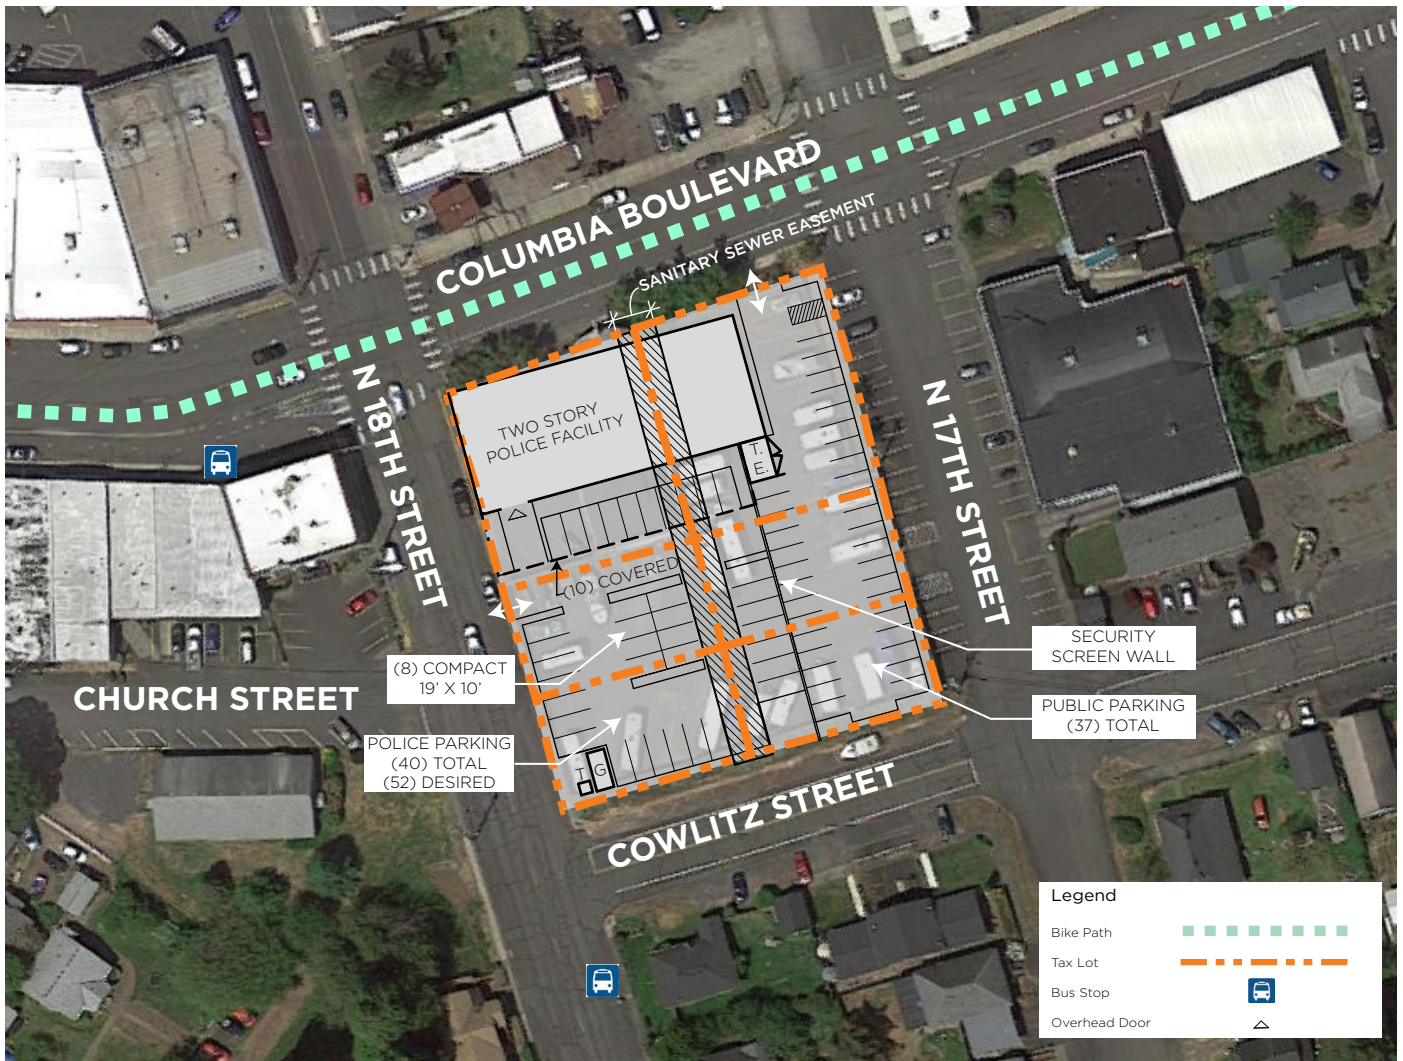 COLUMBIA BOULEVARD
SANITARY SEWER EASEMENT
N 18TH STREET
N 17TH STREET
TWO STORY
POLICE FACILITY
T.
E.
(10) COVERED
(8) COMPACT
19' X 10'
SECURITY
SCREEN WALL
CHURCH STREET
PUBLIC PARKING
(37) TOTAL
POLICE PARKING
(40) TOTAL
(52) DESIRED
T
G
COWLITZ STREET
Legend
Bike Path
Tax Lot
Bus Stop
Overhead Door